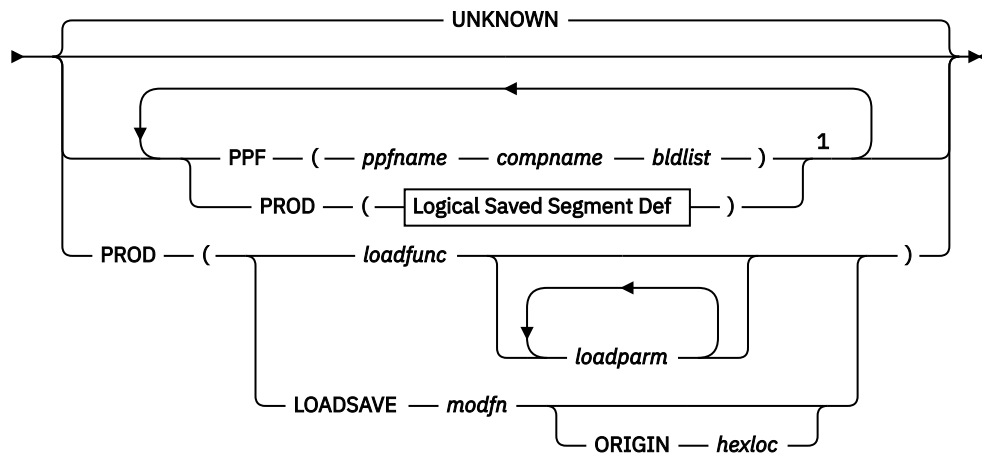 UNKNOWN
1
PPF ( ppfname compname bldlist )
PROD ( Logical Saved Segment Def )
PROD ( loadfunc )
loadparm
LOADSAVE modfn
ORIGIN hexloc